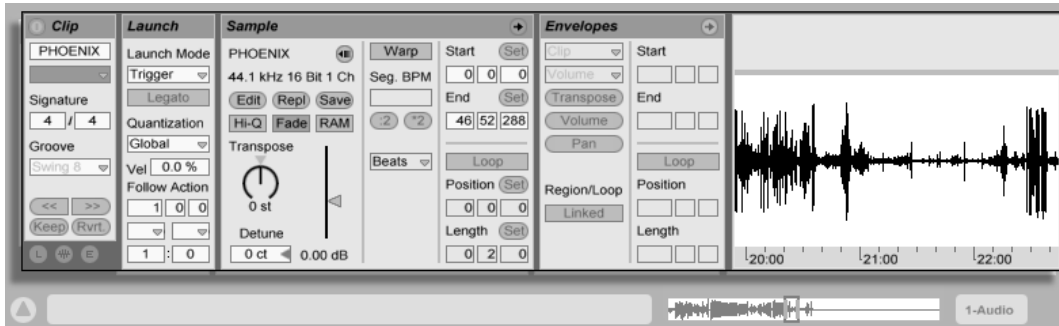 Clip
PHOENIX
Signature
4 / 4
Groove
Swing 8
<< >>
Keep Rvrt.
L E
Launch
Launch Mode
Trigger
Legato
Quantization
Global
Vel 0.0 %
Follow Action
1 0 0
1 : 0
Sample
PHOENIX
44.1 kHz 16 Bit 1 Ch
Edit Repl Save
Hi-Q Fade RAM
Transpose
0 st
Detune
0 ct 0.00 dB
Warp
Seg. BPM
:2 *2
Beats
Start Set
0 0 0
End Set
46 52 288
Loop
Position Set
0 0 0
Length Set
0 2 0
Envelopes
Clip
Volume
Transpose
Volume
Pan
Region/Loop
Linked
Start
End
Loop
Position
Length
20:00 21:00 22:00
1-Audio